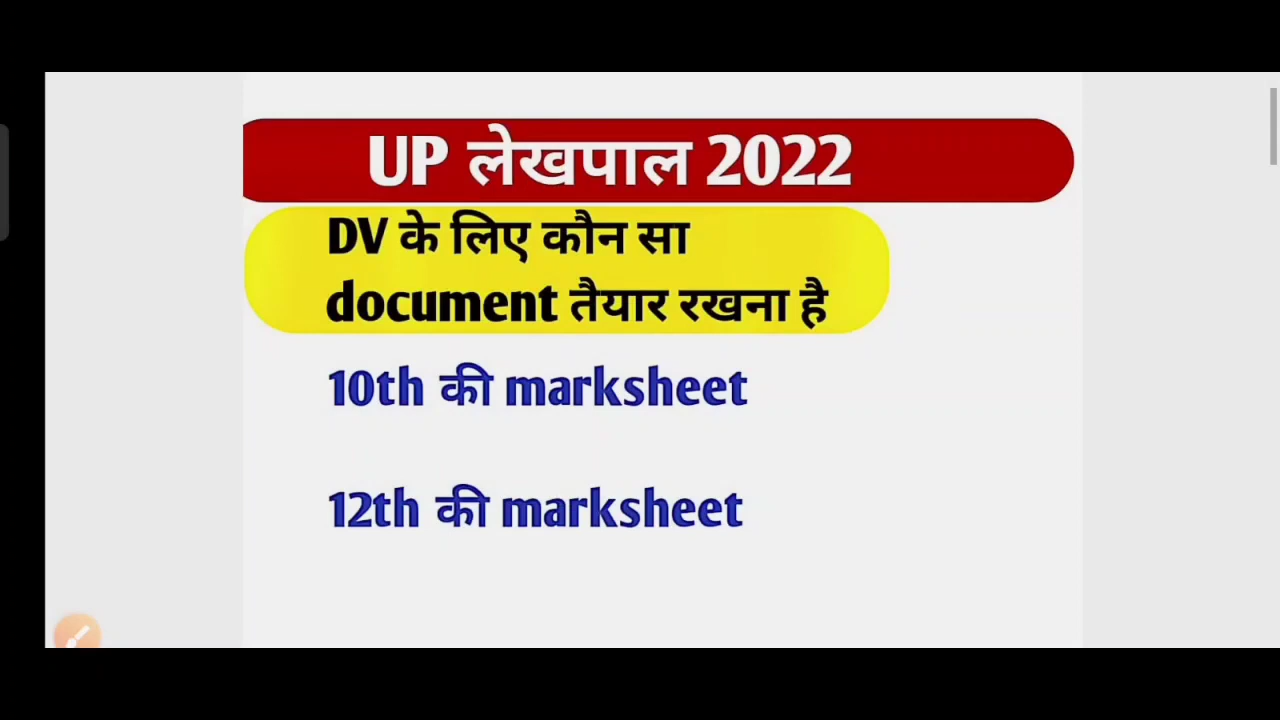 UP लेखपाल 2022
DV के लिए कौन सा
document तैयार रखना है
10th की marksheet
12th की marksheet